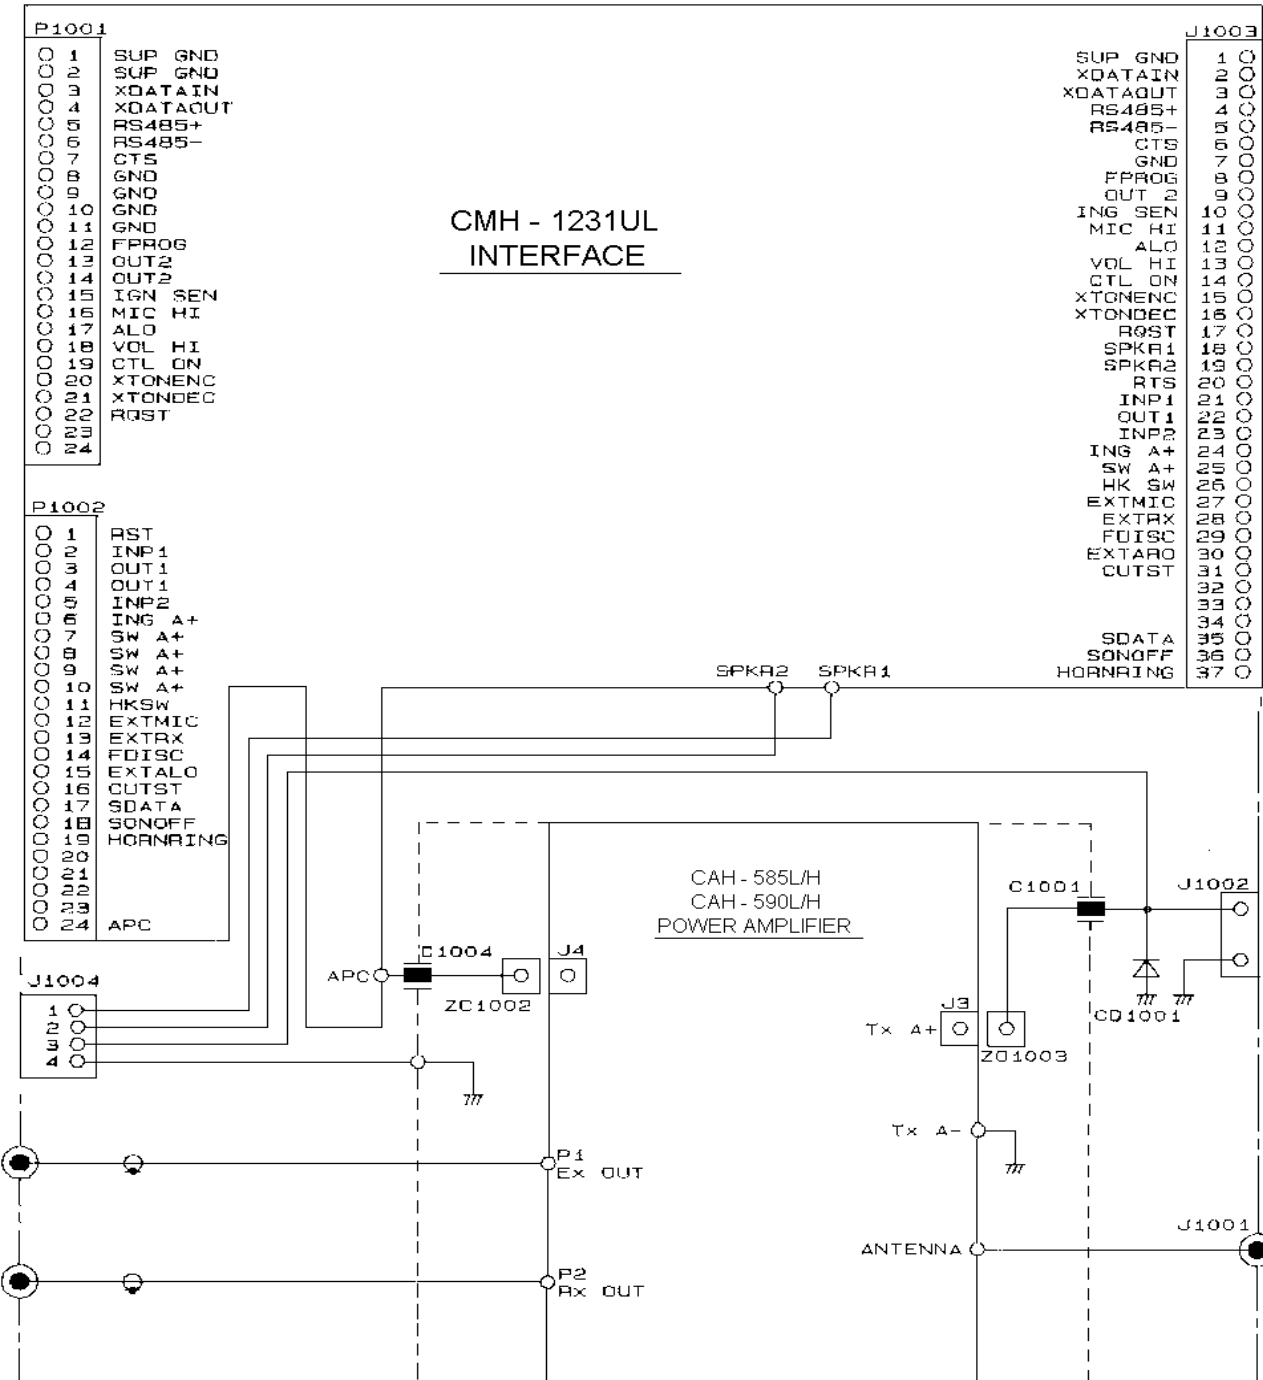 P1001
1 SUP GND
2 SUP GND
3 XDATAIN
4 XDATAOUT
5 RS485+
6 RS485-
7 CTS
8 GND
9 GND
10 GND
11 GND
12 FPROG
13 OUT2
14 OUT2
15 IGN SEN
16 MIC HI
17 ALO
18 VOL HI
19 CTL ON
20 XTONENC
21 XTONDEC
22 RQST
23
24
J1003
SUP GND 1
XDATAIN 2
XDATAOUT 3
RS485+ 4
RS485- 5
CTS 6
GND 7
FPROG 8
OUT 2 9
ING SEN 10
MIC HI 11
ALO 12
VOL HI 13
CTL ON 14
XTONENC 15
XTONDEC 16
RQST 17
SPKR1 18
SPKR2 19
RTS 20
INP1 21
OUT1 22
INP2 23
ING A+ 24
SW A+ 25
HK SW 26
EXTMIC 27
EXTRX 28
FDISC 29
EXTARO 30
CUTST 31
32
33
34
SDATA 35
SONOFF 36
HORNRING 37
CMH - 1231UL
INTERFACE
P1002
1 RST
2 INP1
3 OUT1
4 OUT1
5 INP2
6 ING A+
7 SW A+
8 SW A+
9 SW A+
10 SW A+
11 HKSW
12 EXTMIC
13 EXTRX
14 FDISC
15 EXTALO
16 CUTST
17 SDATA
18 SONOFF
19 HORNRING
20
21
22
23
24 APC
SPKR2 SPKR1
CAH - 585L/H
CAH - 590L/H
POWER AMPLIFIER
C1001
J1002
C1004
J4
APC
ZC1002
J1004
1
2
3
4
J3
Tx A+
ZO1003
CD1001
Tx A-
P1
Ex OUT
J1001
ANTENNA
P2
Rx OUT